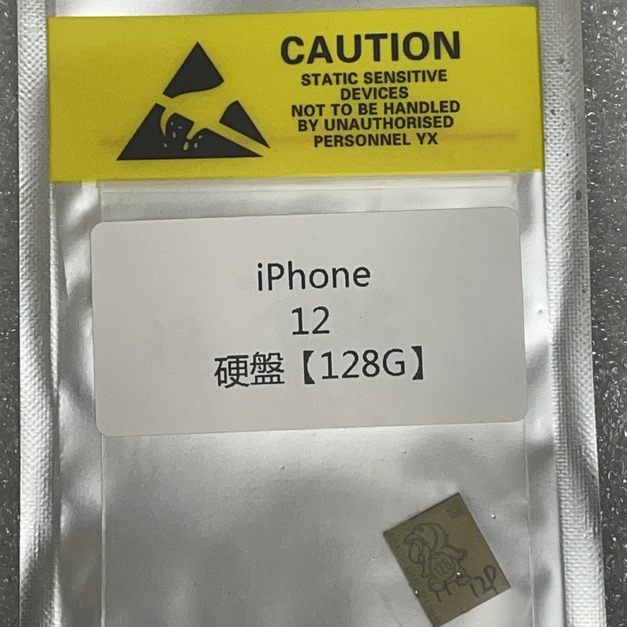 CAUTION
STATIC SENSITIVE
DEVICES
NOT TO BE HANDLED
BY UNAUTHORISED
PERSONNEL YX
iPhone
12
硬盤【128G】
12P